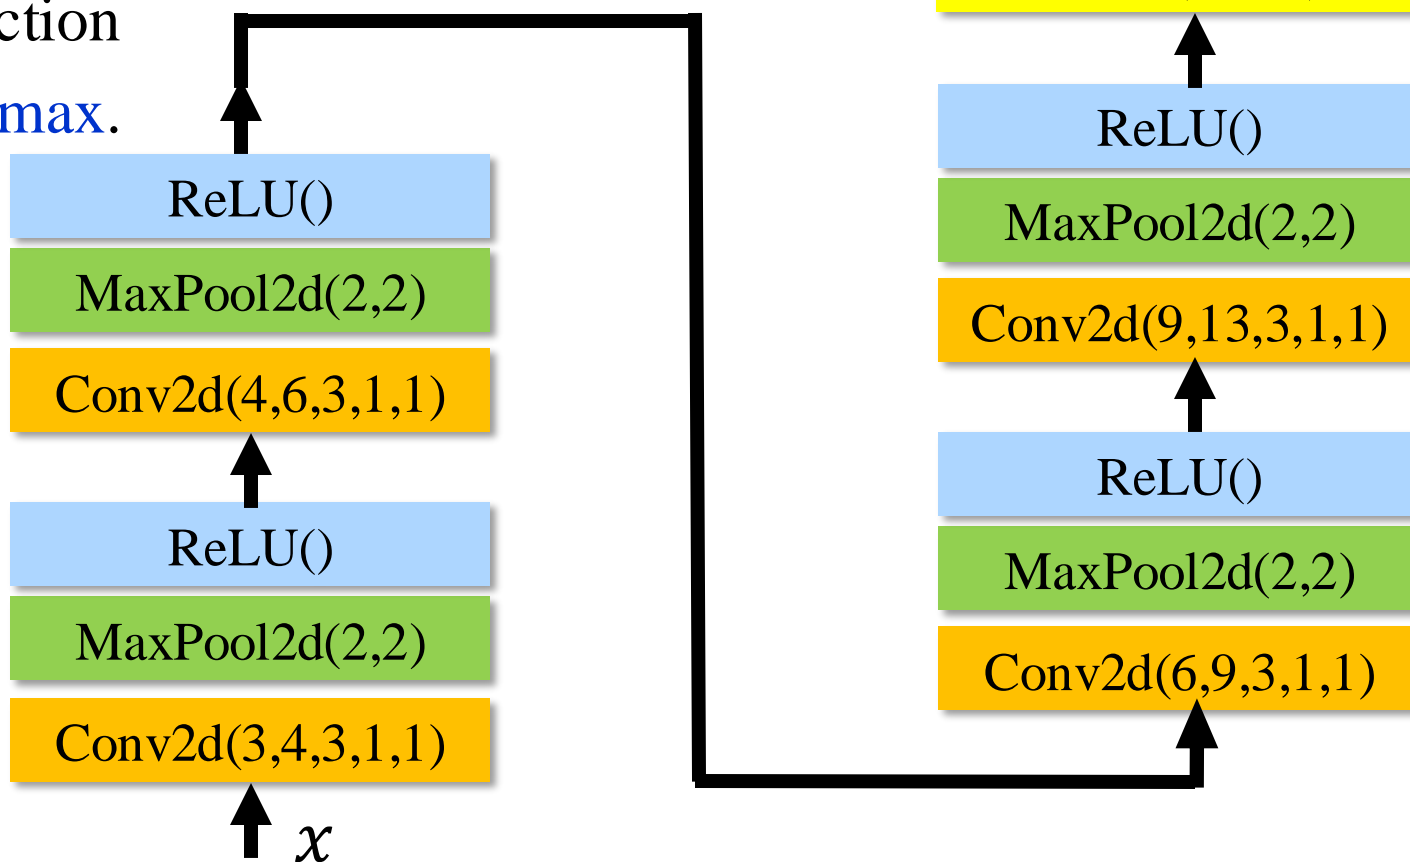 ction
max.
ReLU()
MaxPool2d(2,2)
Conv2d(4,6,3,1,1)
ReLU()
MaxPool2d(2,2)
Conv2d(3,4,3,1,1)
x
ReLU()
MaxPool2d(2,2)
Conv2d(9,13,3,1,1)
ReLU()
MaxPool2d(2,2)
Conv2d(6,9,3,1,1)